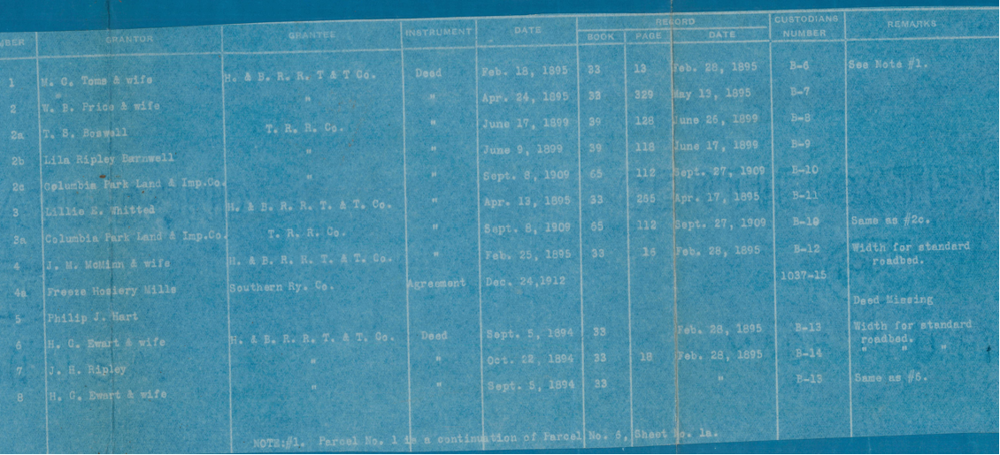 MBER GRANTOR GRANTEE INSTRUMENT DATE RECORD CUSTODIANS NUMBER REMARKS
BOOK PAGE DATE
1 M. C. Toms & wife H. & B. R. R. T & T Co. Deed Feb. 18, 1895 33 13 Feb. 28, 1895 B-6 See Note #1.
2 W. B. Price & wife " " Apr. 24, 1895 33 329 May 13, 1895 B-7
2a T. S. Boswell T. R. R. Co. " June 17, 1899 39 128 June 26, 1899 B-8
2b Lila Ripley Barnwell " " June 9, 1899 39 118 June 17, 1899 B-9
2c Columbia Park Land & Imp.Co. " " Sept. 8, 1909 65 112 Sept. 27, 1909 B-10
3 Lillie E. Whitted H. & B. R. R. T. & T. Co. " Apr. 13, 1895 33 265 Apr. 17, 1895 B-11
3a Columbia Park Land & Imp.Co. T. R. R. Co. " Sept. 8, 1909 65 112 Sept. 27, 1909 B-10 Same as #2c.
4 J. M. McMinn & wife H. & B. R. R. T. & T. Co. " Feb. 25, 1895 33 16 Feb. 28, 1895 B-12 Width for standard
roadbed.
4a Freeze Hosiery Mills Southern Ry. Co. Agreement Dec. 24,1912 1037-15
5 Philip J. Hart Deed Missing
6 H. G. Ewart & wife H. & B. R. R. T. & T. Co. Deed Sept. 5, 1894 33 Feb. 28, 1895 B-13 Width for standard
roadbed.
7 J. H. Ripley " " Oct. 22, 1894 33 18 Feb. 28, 1895 B-14 " " "
8 H. G. Ewart & wife " " Sept. 5, 1894 33 " B-13 Same as #6.
NOTE:#1. Parcel No. 1 is a continuation of Parcel No. 6, Sheet No. 1a.